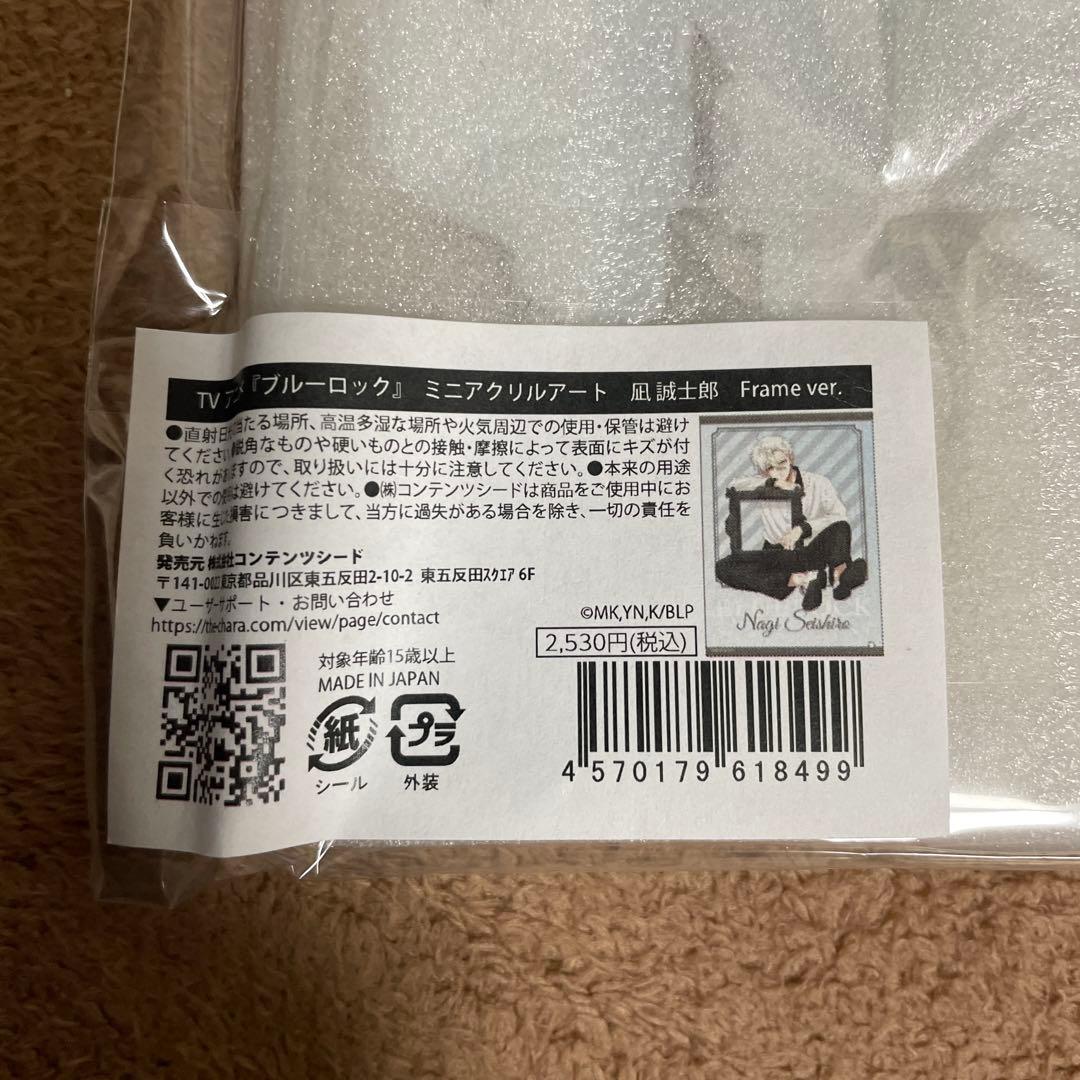 TV アニメ『ブルーロック』 ミニアクリルアート 凪 誠士郎 Frame ver.
●直射日 当たる場所、高温多湿な場所や火気周辺での使用・保管は避け
てください 鋭角なものや硬いものとの接触・摩擦によって表面にキズが付
く恐れがありますので、取り扱いには十分に注意してください。●本来の用途
以外での は避けてください。●㈱コンテンツシードは商品をご使用中にお
客様に生じた損害につきまして、当方に過失がある場合を除き、一切の責任を
負いかねます。
発売元 株式会社コンテンツシード
〒141-0022東京都品川区東五反田2-10-2 東五反田ｽｸｴｱ 6F
▼ユーザーサポート・お問い合わせ
https://thechara.com/view/page/contact
©MK,YN,K/BLP
2,530円(税込)
Nagi Seishiro
対象年齢15歳以上
MADE IN JAPAN
紙
シール
プラ
外装
4 570179 618499